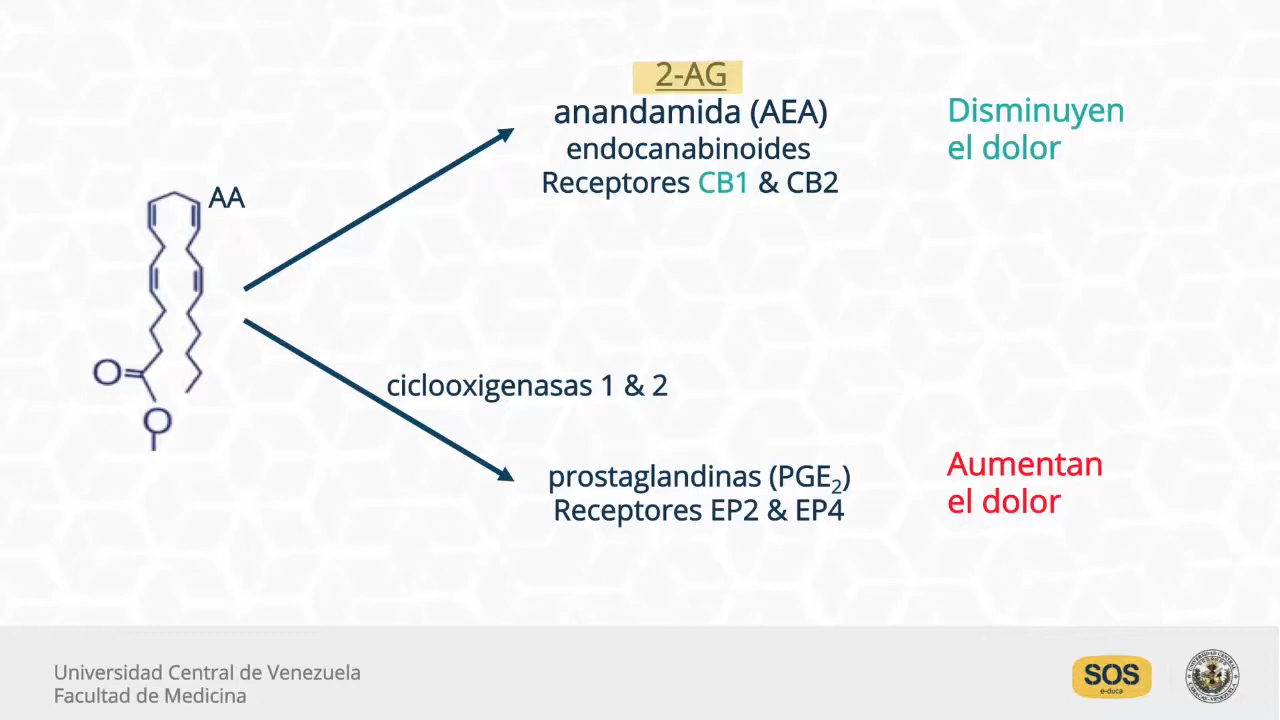 2-AG
anandamida (AEA)
endocanabinoides
Receptores CB1 & CB2
Disminuyen
el dolor
AA
O
O
ciclooxigenasas 1 & 2
prostaglandinas (PGE₂)
Receptores EP2 & EP4
Aumentan
el dolor
Universidad Central de Venezuela
Facultad de Medicina
SOS
e-duca